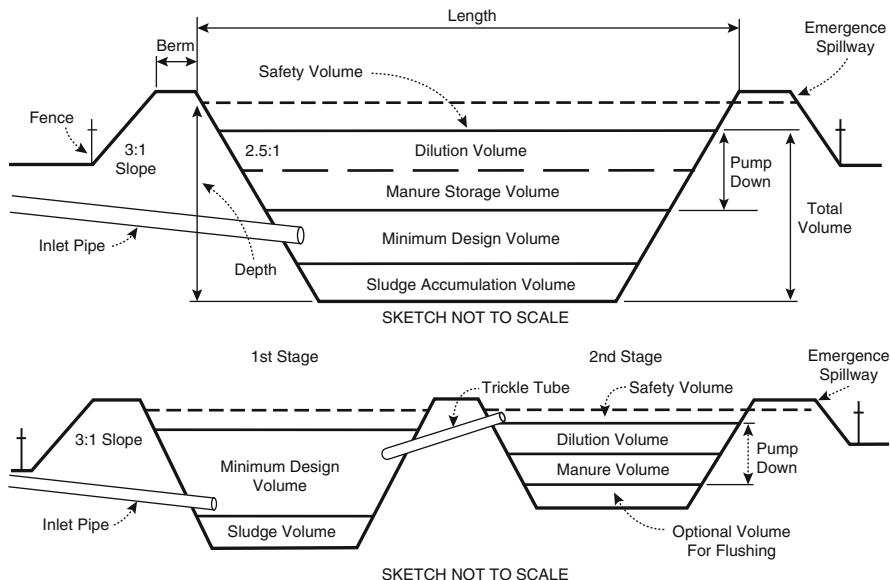 Length
Emergence
Spillway
Berm
Safety Volume
Fence
3:1
Slope
2.5:1
Dilution Volume
Pump
Down
Manure Storage Volume
Total
Volume
Inlet Pipe
Minimum Design Volume
Depth
Sludge Accumulation Volume
SKETCH NOT TO SCALE
1st Stage
2nd Stage
Emergence
Spillway
Trickle Tube
Safety Volume
3:1 Slope
Dilution Volume
Pump
Down
Minimum Design
Volume
Manure Volume
Inlet Pipe
Sludge Volume
Optional Volume
For Flushing
SKETCH NOT TO SCALE